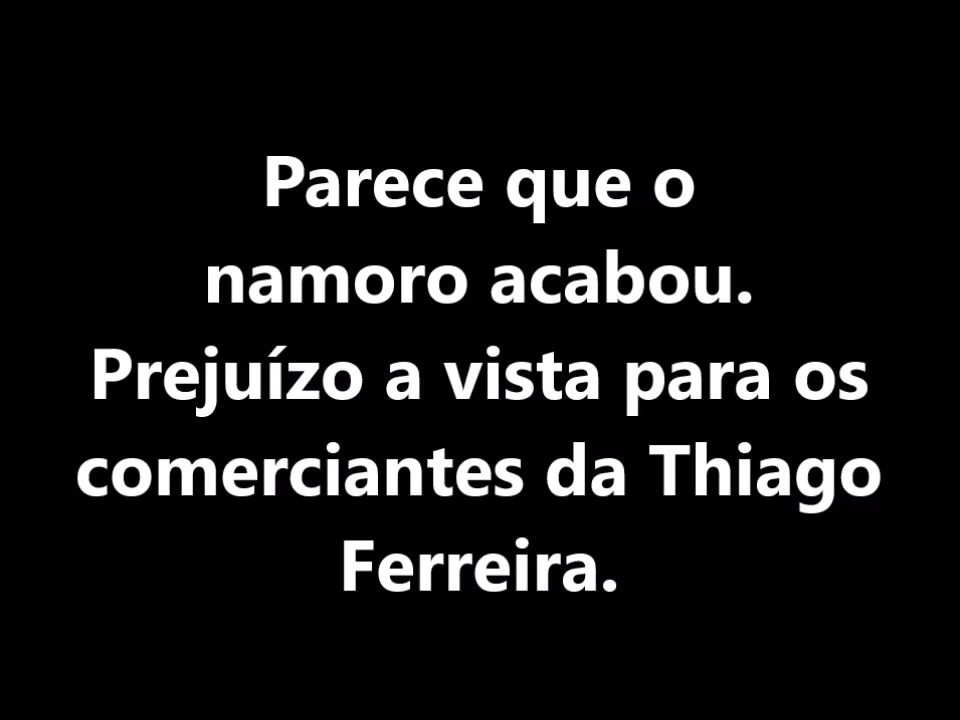 Parece que o
namoro acabou.
Prejuízo a vista para os
comerciantes da Thiago
Ferreira.